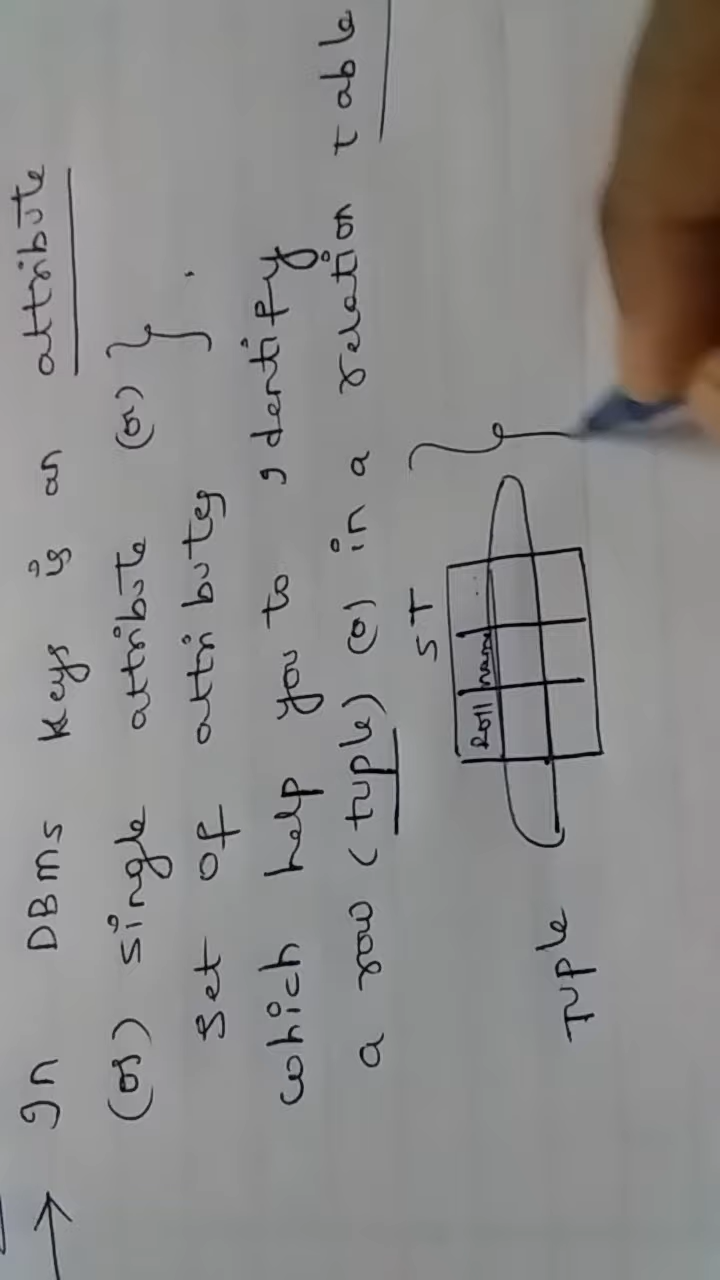 → In DBMS Keys is an attribute
(or) single attribute (or)
Set of attributes
which help you to identify
a row (tuple) (or) in a relation table
ST
Roll name
Tuple